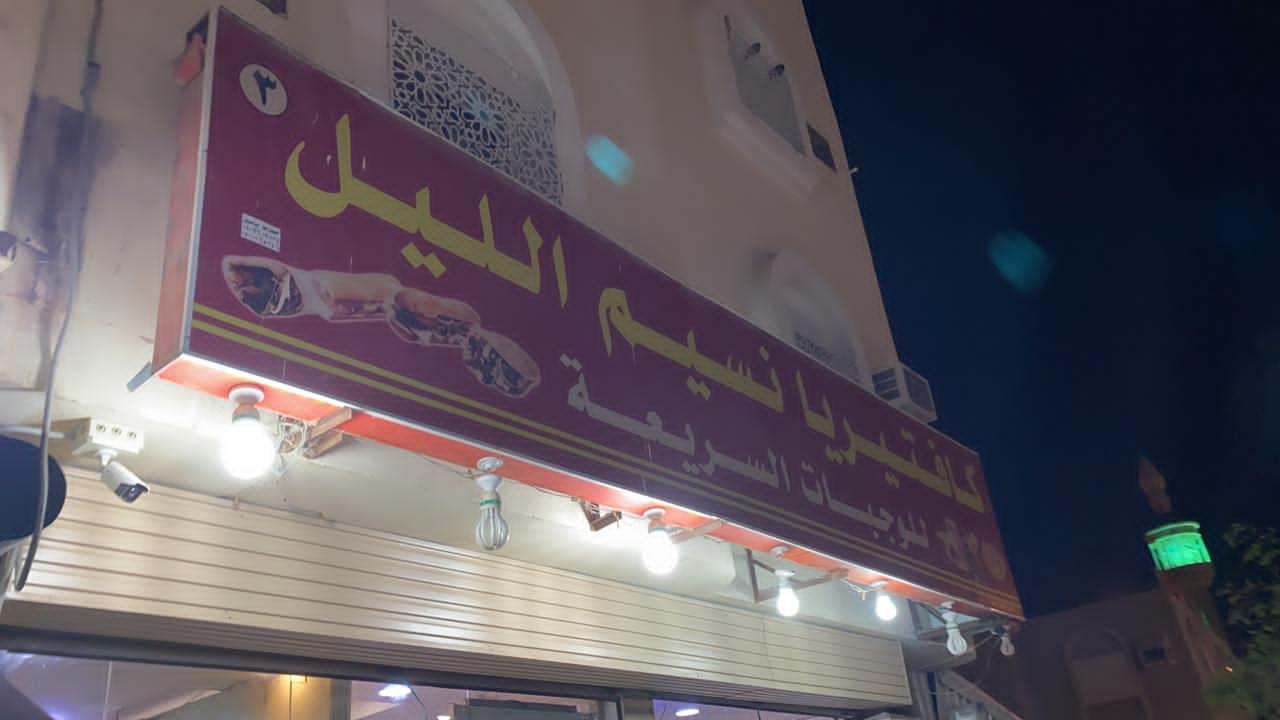 كافتيريا نسيم الليل
٣
للوجبات السريعة